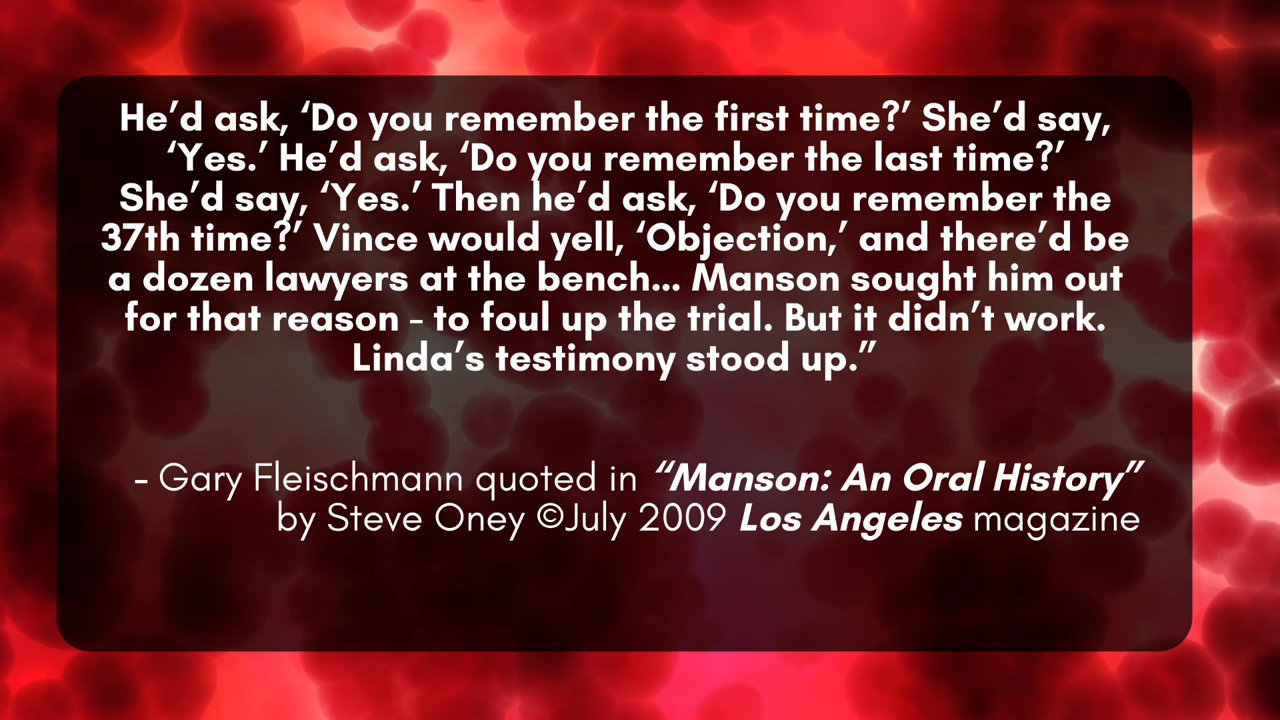 He’d ask, ‘Do you remember the first time?’ She’d say,
‘Yes.’ He’d ask, ‘Do you remember the last time?’
She’d say, ‘Yes.’ Then he’d ask, ‘Do you remember the
37th time?’ Vince would yell, ‘Objection,’ and there’d be
a dozen lawyers at the bench... Manson sought him out
for that reason - to foul up the trial. But it didn’t work.
Linda’s testimony stood up.”
- Gary Fleischmann quoted in “Manson: An Oral History”
by Steve Oney ©July 2009 Los Angeles magazine